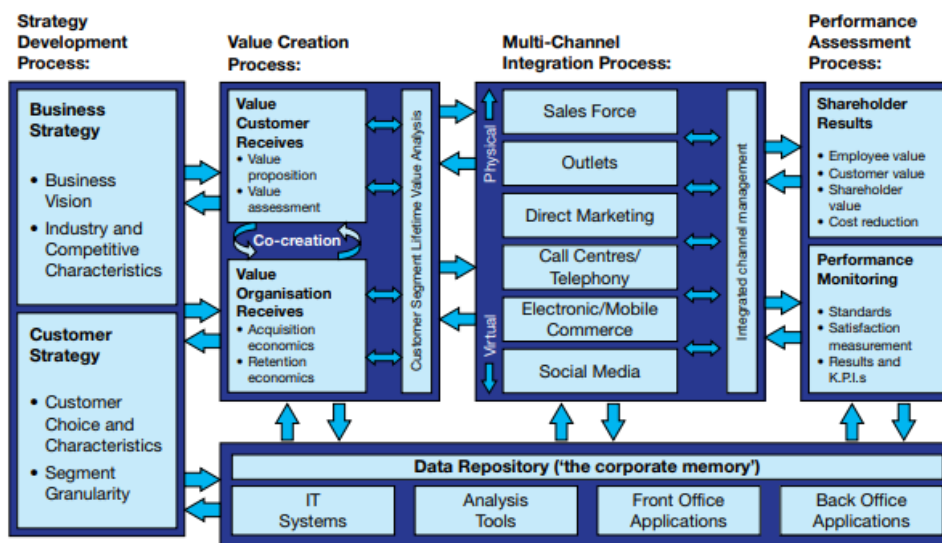 Strategy
Development
Process:
Business
Strategy
• Business
Vision
• Industry and
Competitive
Characteristics
Customer
Strategy
• Customer
Choice and
Characteristics
• Segment
Granularity
Value Creation
Process:
Value
Customer
Receives
• Value
proposition
• Value
assessment
Co-creation
Value
Organisation
Receives
• Acquisition
economics
• Retention
economics
Customer Segment Lifetime Value Analysis
Multi-Channel
Integration Process:
Physical
Virtual
Sales Force
Outlets
Direct Marketing
Call Centres/
Telephony
Electronic/Mobile
Commerce
Social Media
Integrated channel management
Performance
Assessment
Process:
Shareholder
Results
• Employee value
• Customer value
• Shareholder
value
• Cost reduction
Performance
Monitoring
• Standards
• Satisfaction
measurement
• Results and
K.P.I.s
Data Repository (‘the corporate memory’)
IT
Systems
Analysis
Tools
Front Office
Applications
Back Office
Applications